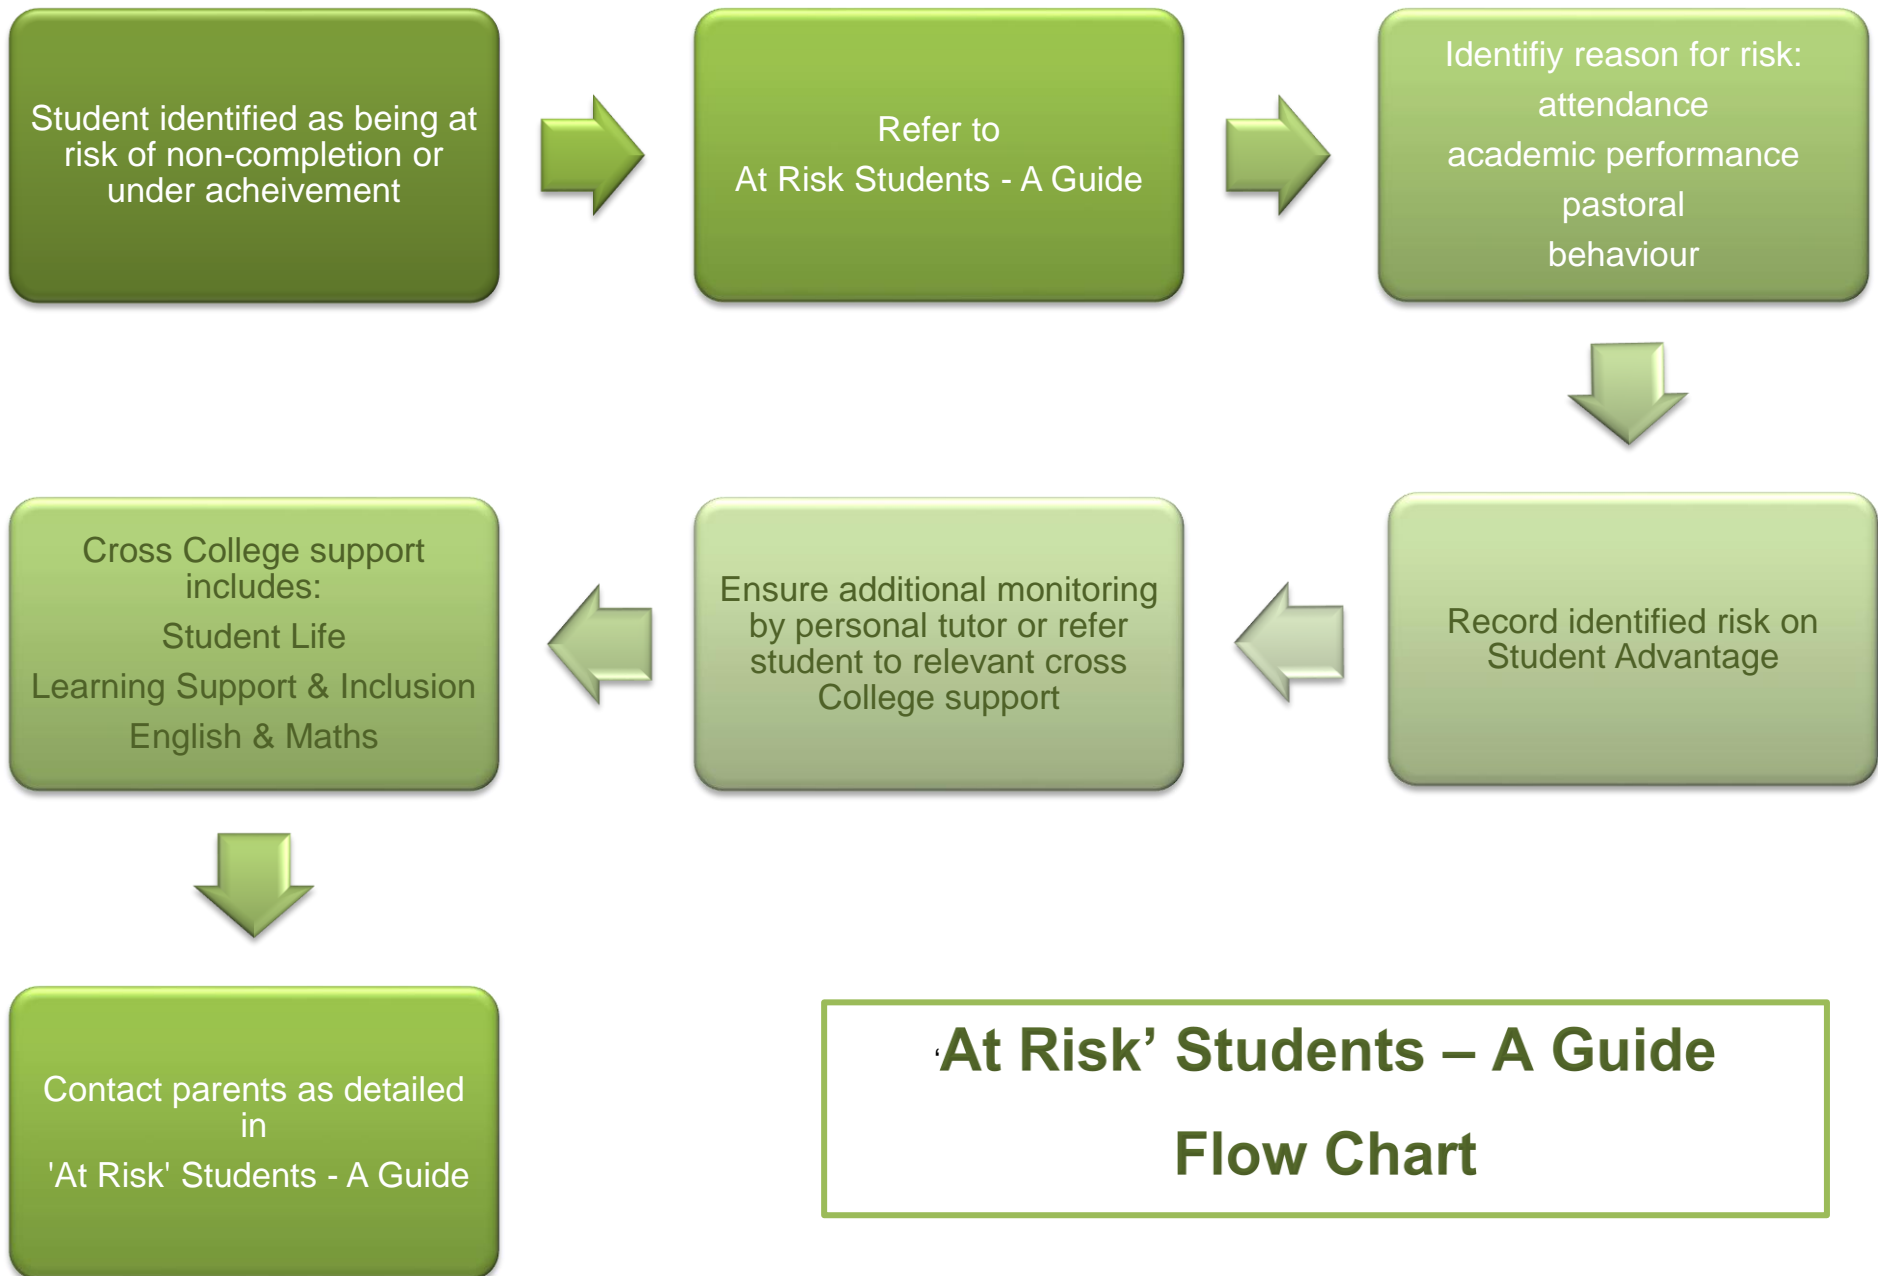 Student identified as being at
risk of non-completion or
under acheivement
Refer to
At Risk Students - A Guide
Identifiy reason for risk:
attendance
academic performance
pastoral
behaviour
Record identified risk on
Student Advantage
Ensure additional monitoring
by personal tutor or refer
student to relevant cross
College support
Cross College support
includes:
Student Life
Learning Support & Inclusion
English & Maths
Contact parents as detailed
in
'At Risk' Students - A Guide
‘At Risk’ Students – A Guide
Flow Chart